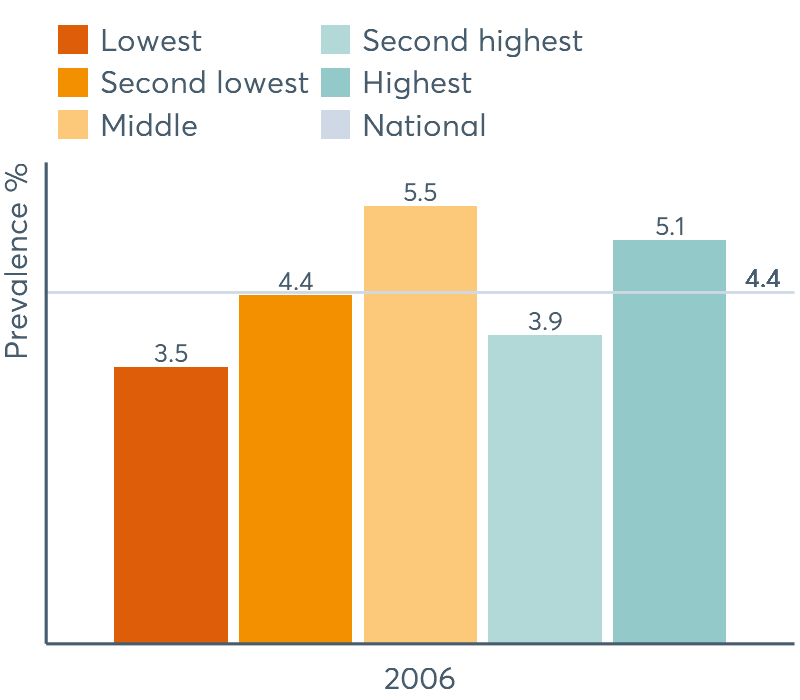 Lowest
Second lowest
Middle
Second highest
Highest
National
Prevalence %
3.5
4.4
5.5
3.9
5.1
4.4
2006